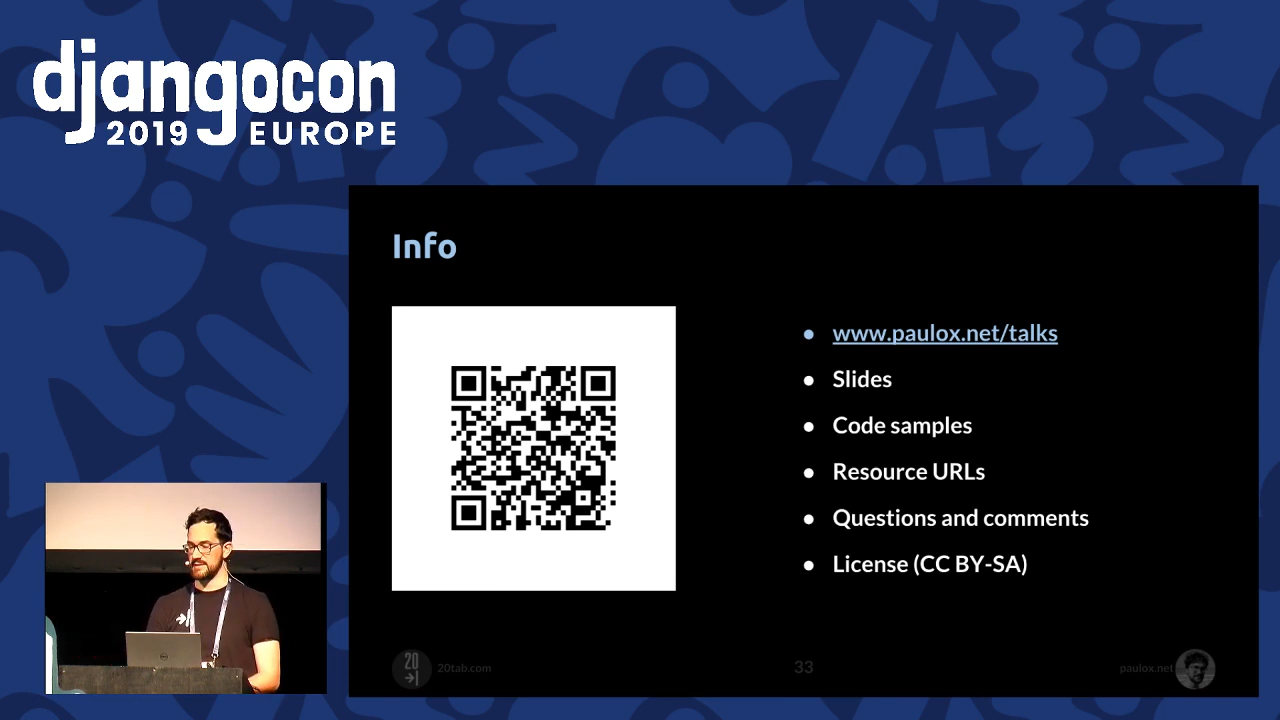 djangocon
2019 EUROPE
Info
www.paulox.net/talks
Slides
Code samples
Resource URLs
Questions and comments
License (CC BY-SA)
20
20tab.com
33
paulox.net